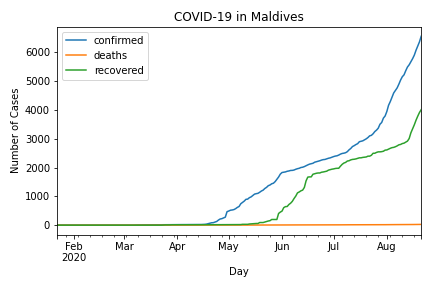 COVID-19 in Maldives
confirmed
deaths
recovered
Number of Cases
6000
5000
4000
3000
2000
1000
0
Feb Mar Apr May Jun Jul Aug
2020
Day